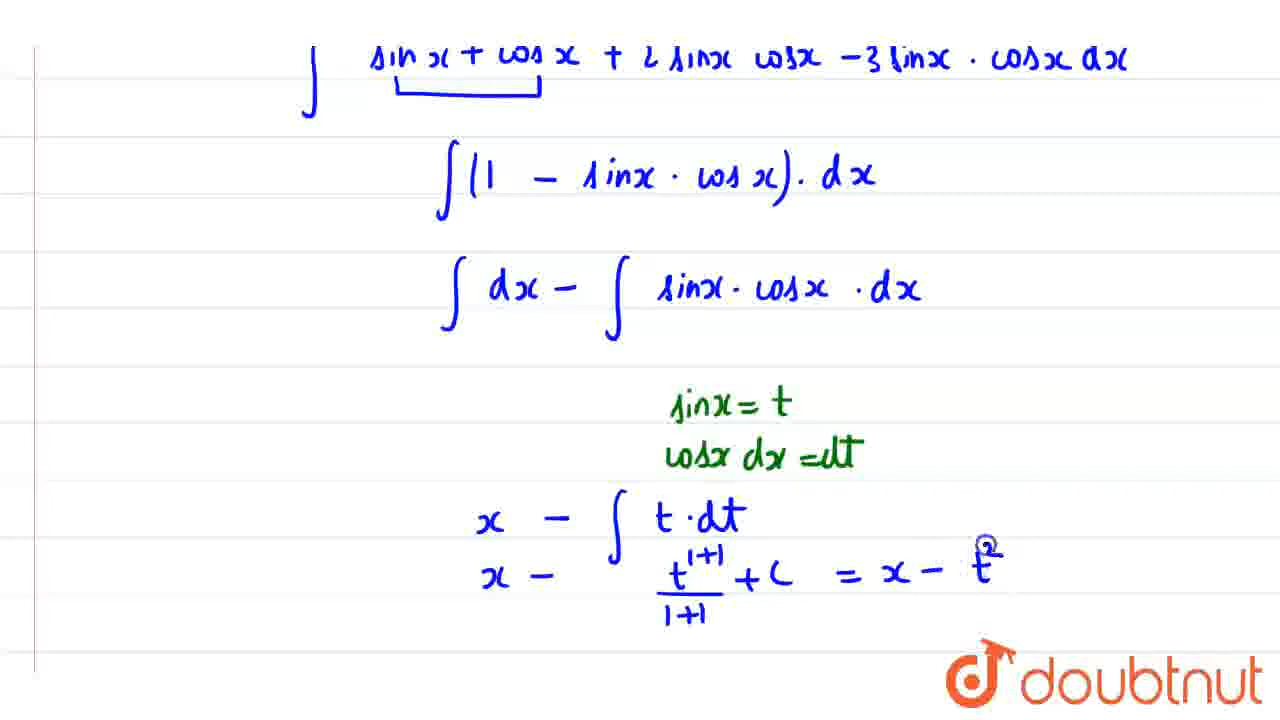 ∫ sin x + cos x + 2 sinx cosx − 3 sinx · cosx dx
∫ (1 − sinx · cos x) · dx
∫ dx − ∫ sinx · cosx · dx
sinx = t
cosx dx = dt
x − ∫ t · dt
x − t^(1+1)/(1+1) + C = x − t^2
doubtnut